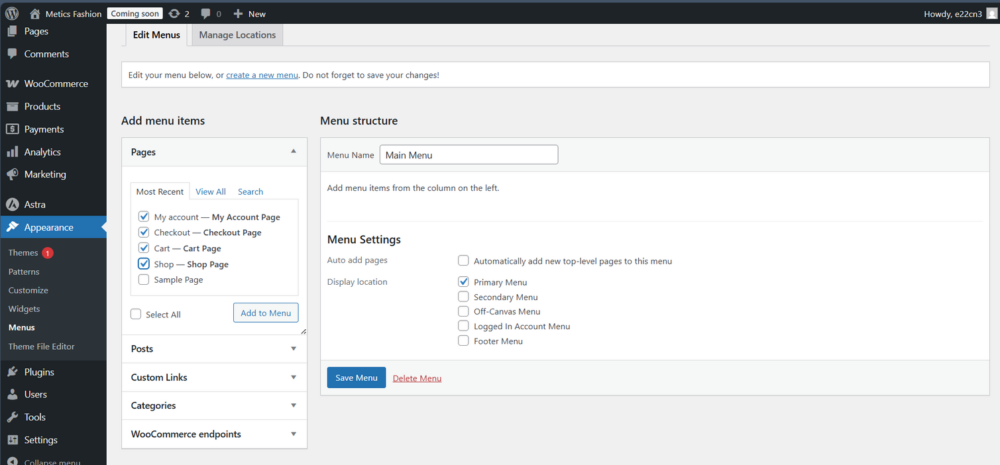 Metics Fashion Coming soon 2 0 New Howdy, e22cn3
Pages
Comments
WooCommerce
Products
Payments
Analytics
Marketing
Astra
Appearance
Themes 1
Patterns
Customize
Widgets
Menus
Theme File Editor
Plugins
Users
Tools
Settings
Collapse menu
Edit Menus Manage Locations
Edit your menu below, or create a new menu. Do not forget to save your changes!
Add menu items
Pages
Most Recent View All Search
My account — My Account Page
Checkout — Checkout Page
Cart — Cart Page
Shop — Shop Page
Sample Page
Select All Add to Menu
Posts
Custom Links
Categories
WooCommerce endpoints
Menu structure
Menu Name Main Menu
Add menu items from the column on the left.
Menu Settings
Auto add pages Automatically add new top-level pages to this menu
Display location Primary Menu
Secondary Menu
Off-Canvas Menu
Logged In Account Menu
Footer Menu
Save Menu Delete Menu